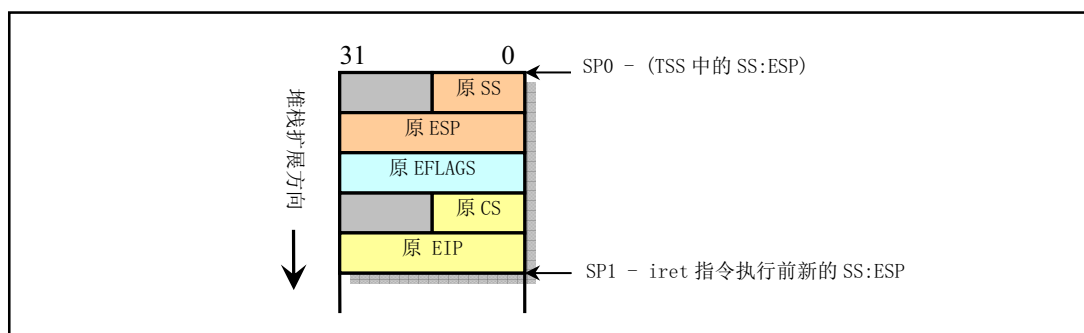 31 0
SP0 - (TSS 中的 SS:ESP)
原 SS
原 ESP
原 EFLAGS
原 CS
原 EIP
堆栈扩展方向
SP1 - iret 指令执行前新的 SS:ESP